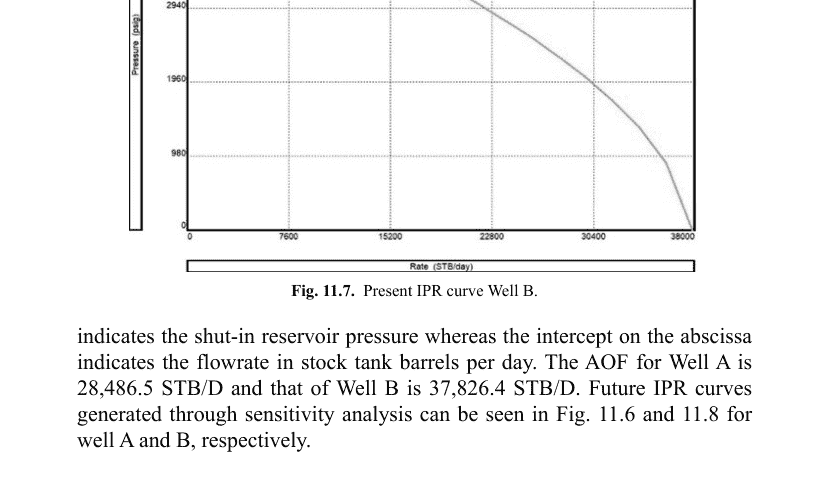 2940
Pressure (psig)
1960
980
0
0 7600 15200 22800 30400 38000
Rate (STB/day)
Fig. 11.7. Present IPR curve Well B.
indicates the shut-in reservoir pressure whereas the intercept on the abscissa
indicates the flowrate in stock tank barrels per day. The AOF for Well A is
28,486.5 STB/D and that of Well B is 37,826.4 STB/D. Future IPR curves
generated through sensitivity analysis can be seen in Fig. 11.6 and 11.8 for
well A and B, respectively.